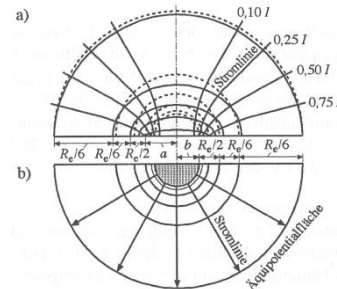 a)
0,10 I
0,25 I
0,50 I
0,75 I
Stromlinie
R_e/6 R_e/6 R_e/2 a b R_e/2 R_e/6 R_e/6
b)
Stromlinie
Äquipotentialfläche